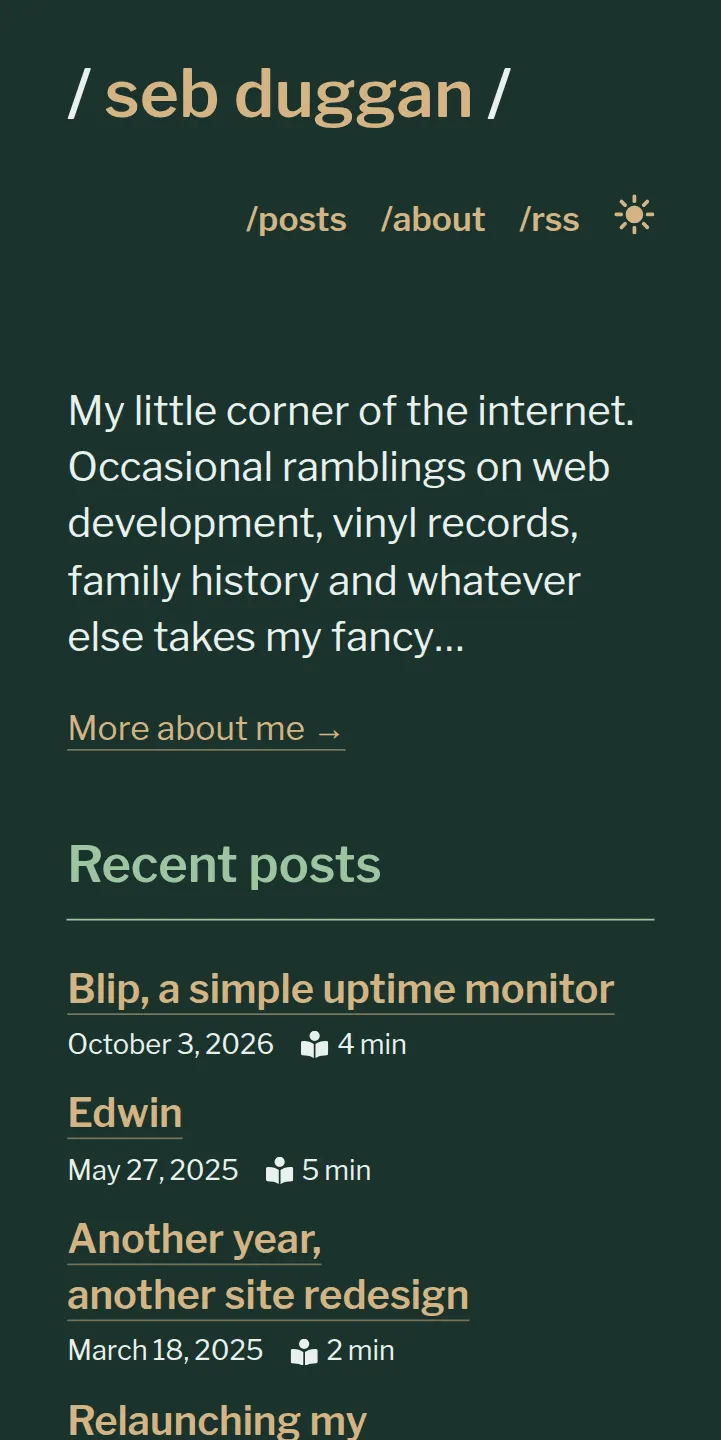 / seb duggan /
/posts /about /rss
My little corner of the internet.
Occasional ramblings on web
development, vinyl records,
family history and whatever
else takes my fancy...
More about me →
Recent posts
Blip, a simple uptime monitor
October 3, 2026 4 min
Edwin
May 27, 2025 5 min
Another year,
another site redesign
March 18, 2025 2 min
Relaunching my